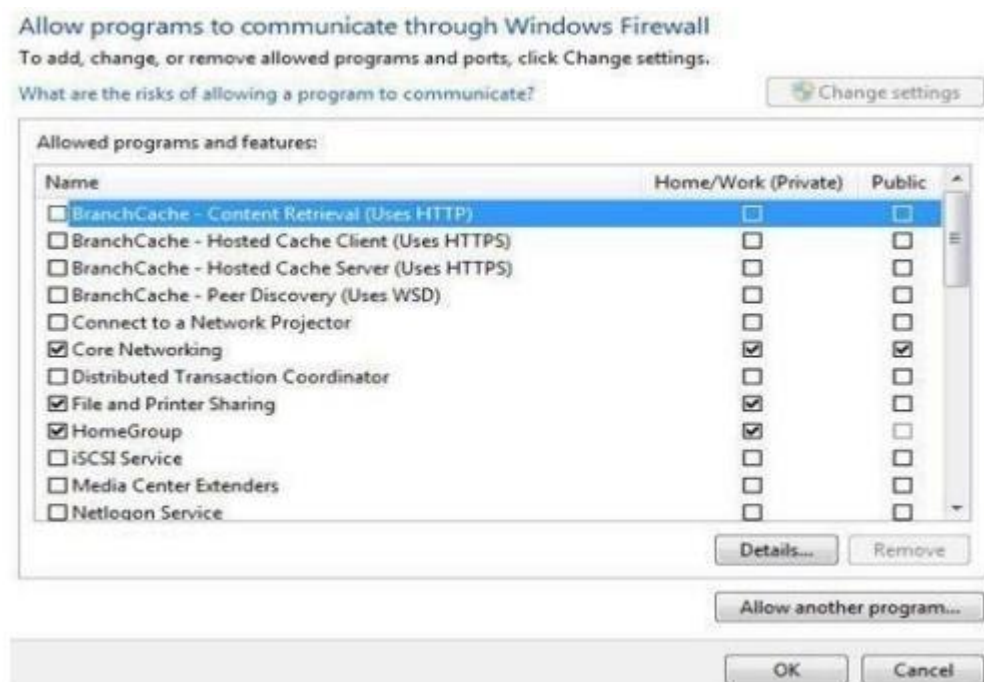 Allow programs to communicate through Windows Firewall
To add, change, or remove allowed programs and ports, click Change settings.
What are the risks of allowing a program to communicate?
Change settings
Allowed programs and features:
Name Home/Work (Private) Public
BranchCache - Content Retrieval (Uses HTTP)
BranchCache - Hosted Cache Client (Uses HTTPS)
BranchCache - Hosted Cache Server (Uses HTTPS)
BranchCache - Peer Discovery (Uses WSD)
Connect to a Network Projector
Core Networking
Distributed Transaction Coordinator
File and Printer Sharing
HomeGroup
iSCSI Service
Media Center Extenders
Netlogon Service
Details... Remove
Allow another program...
OK Cancel